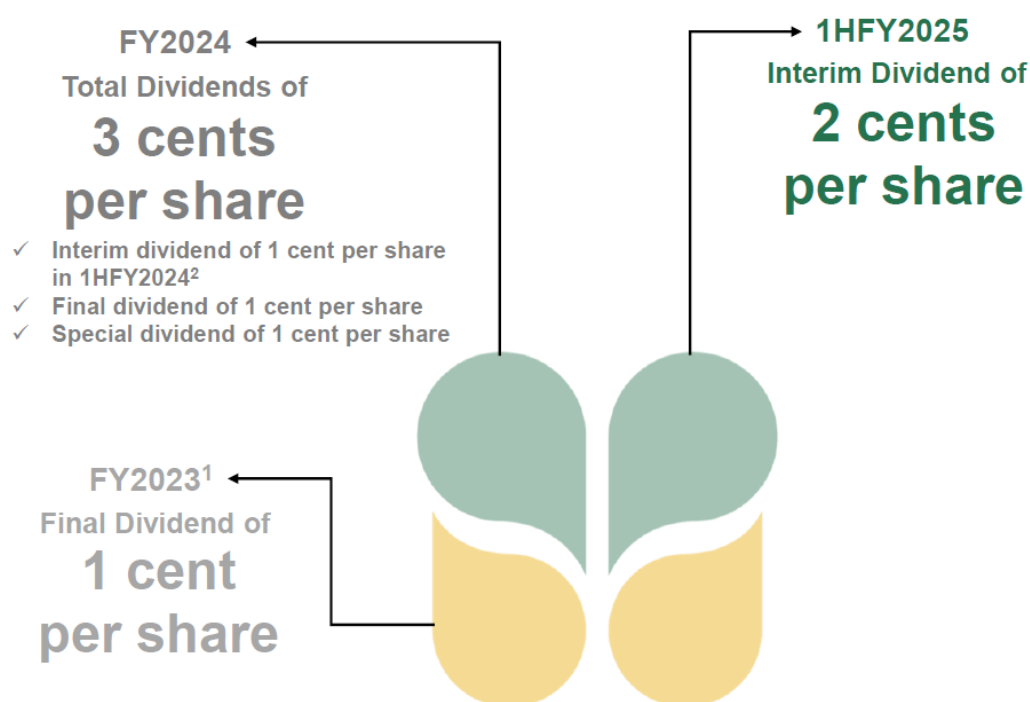 FY2024
Total Dividends of
3 cents
per share
✓ Interim dividend of 1 cent per share
in 1HFY2024²
✓ Final dividend of 1 cent per share
✓ Special dividend of 1 cent per share
1HFY2025
Interim Dividend of
2 cents
per share
FY2023¹
Final Dividend of
1 cent
per share